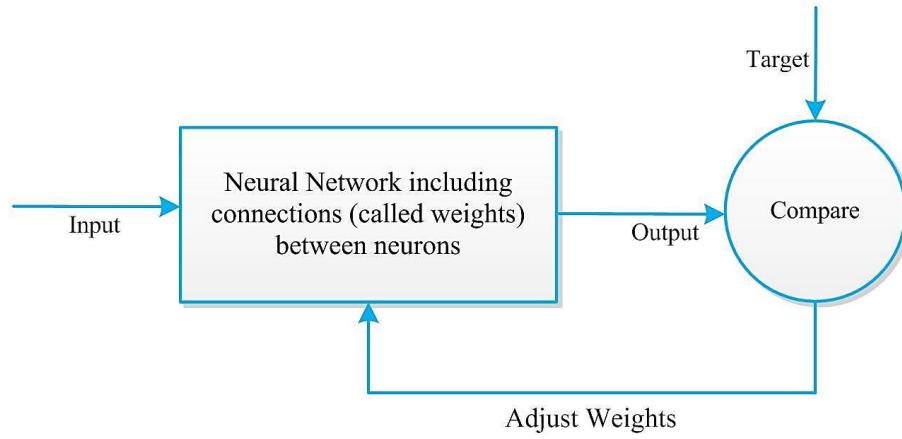 Target
Neural Network including
connections (called weights)
between neurons
Compare
Input
Output
Adjust Weights